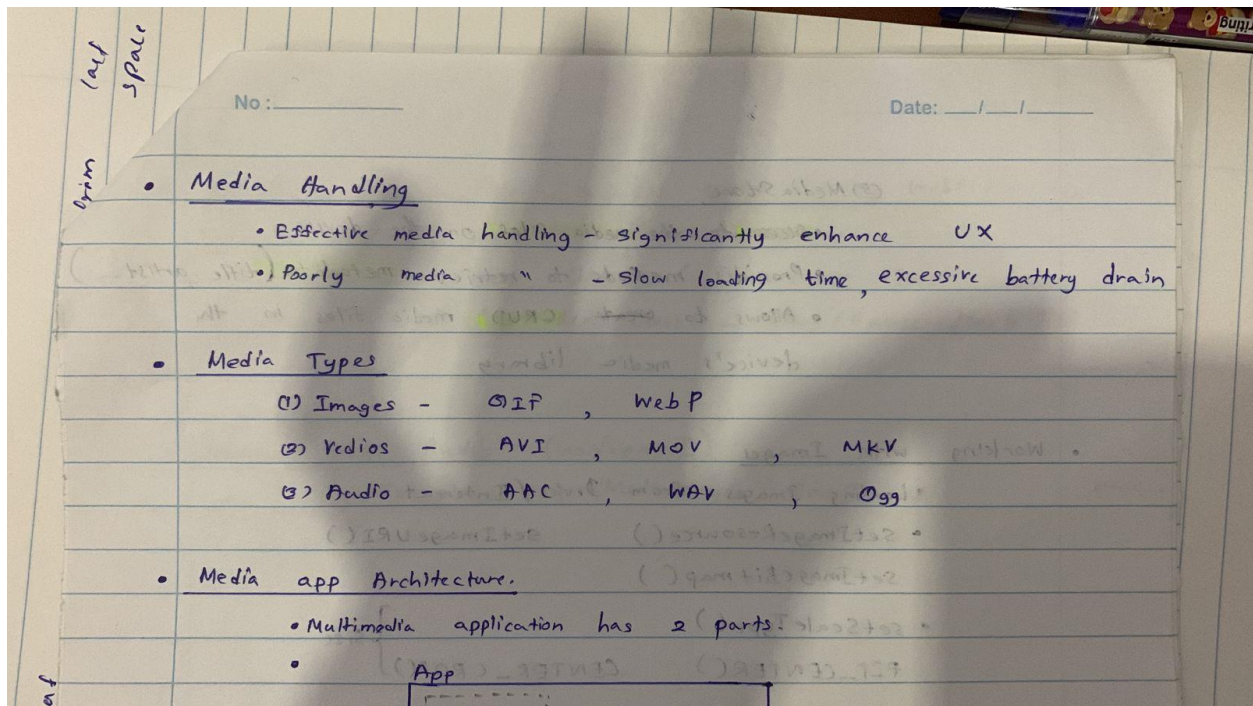 No :
Date: / /
• Media Handling
• Effective media handling - significantly enhance UX
• Poorly media " - slow loading time, excessive battery drain
• Media Types
(1) Images - GIF, WebP
(2) Vedios - AVI, MOV, MKV
(3) Audio - AAC, WAV, Ogg
• Media app Architecture.
• Multimedia application has 2 parts.
•
App
space